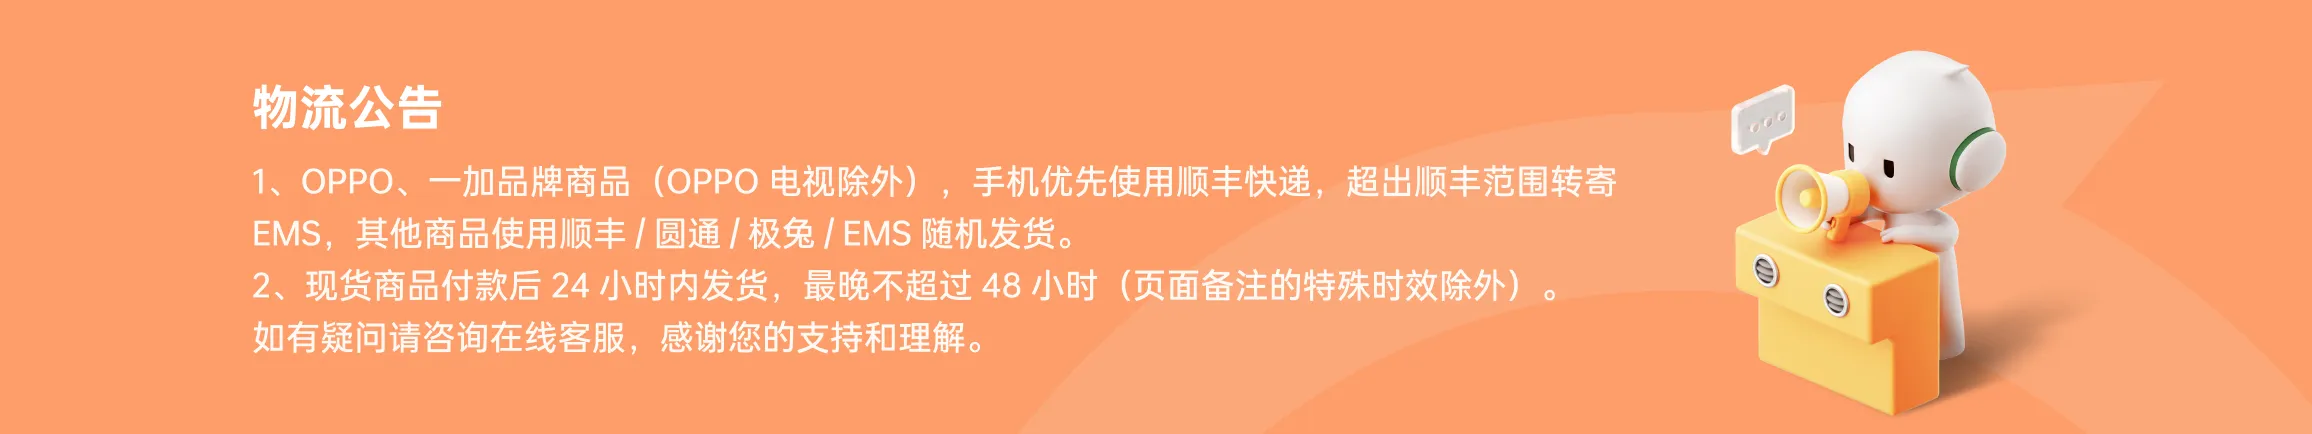 物流公告
1、OPPO、一加品牌商品（OPPO 电视除外），手机优先使用顺丰快递，超出顺丰范围转寄
EMS，其他商品使用顺丰 / 圆通 / 极兔 / EMS 随机发货。
2、现货商品付款后 24 小时内发货，最晚不超过 48 小时（页面备注的特殊时效除外）。
如有疑问请咨询在线客服，感谢您的支持和理解。